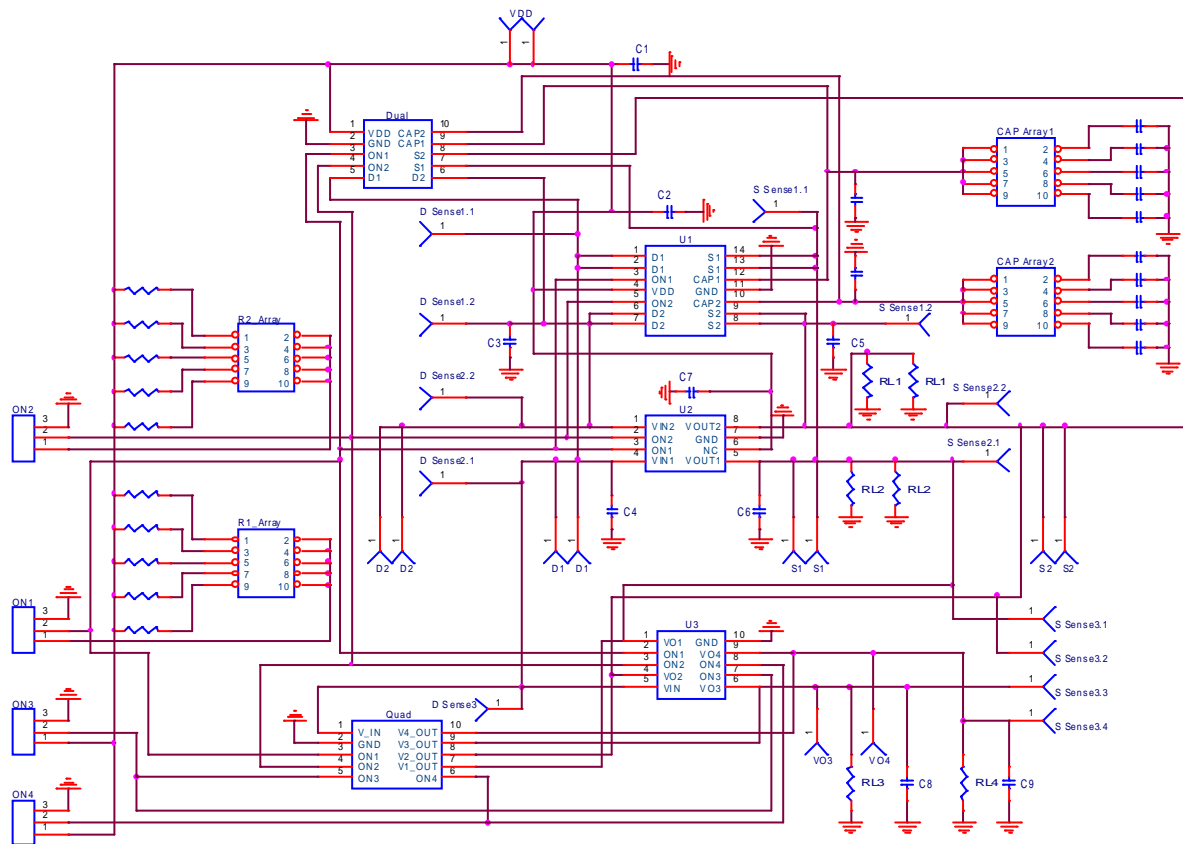 VDD
1 1
C1
Dual
1 VDD CAP2 10
2 GND CAP1 9
3 ON1 S2 8
4 ON2 S1 7
5 D1 D2 6
CAP Array1
1 2
3 4
5 6
7 8
9 10
C2
S Sense1.1
1
D Sense1.1
1
U1
1 D1 S1 14
2 D1 S1 13
3 ON1 CAP1 12
4 VDD GND 11
5 ON2 CAP2 10
6 D2 S2 9
7 D2 S2 8
CAP Array2
1 2
3 4
5 6
7 8
9 10
D Sense1.2
1
S Sense1.2
1
R2_Array
1 2
3 4
5 6
7 8
9 10
C3
C5
RL1 RL1
D Sense2.2
1
C7
S Sense2.2
1
ON2
3
2
1
U2
1 VIN2 VOUT2 8
2 ON2 GND 7
3 ON1 NC 6
4 VIN1 VOUT1 5
S Sense2.1
1
D Sense2.1
1
RL2 RL2
C4
C6
R1_Array
1 2
3 4
5 6
7 8
9 10
1 1 1 1 1 1 1 1
D2 D2 D1 D1 S1 S1 S2 S2
ON1
3
2
1
U3
1 VO1 GND 10
2 ON1 VO4 9
3 ON2 ON4 8
4 VO2 ON3 7
5 VIN VO3 6
1
S Sense3.1
1
S Sense3.2
1
S Sense3.3
1
S Sense3.4
ON3
3
2
1
D Sense3
1
Quad
1 V_IN V4_OUT 10
2 GND V3_OUT 9
3 ON1 V2_OUT 8
4 ON2 V1_OUT 7
5 ON3 ON4 6
1 1
VO3 VO4
RL3 C8 RL4 C9
ON4
3
2
1